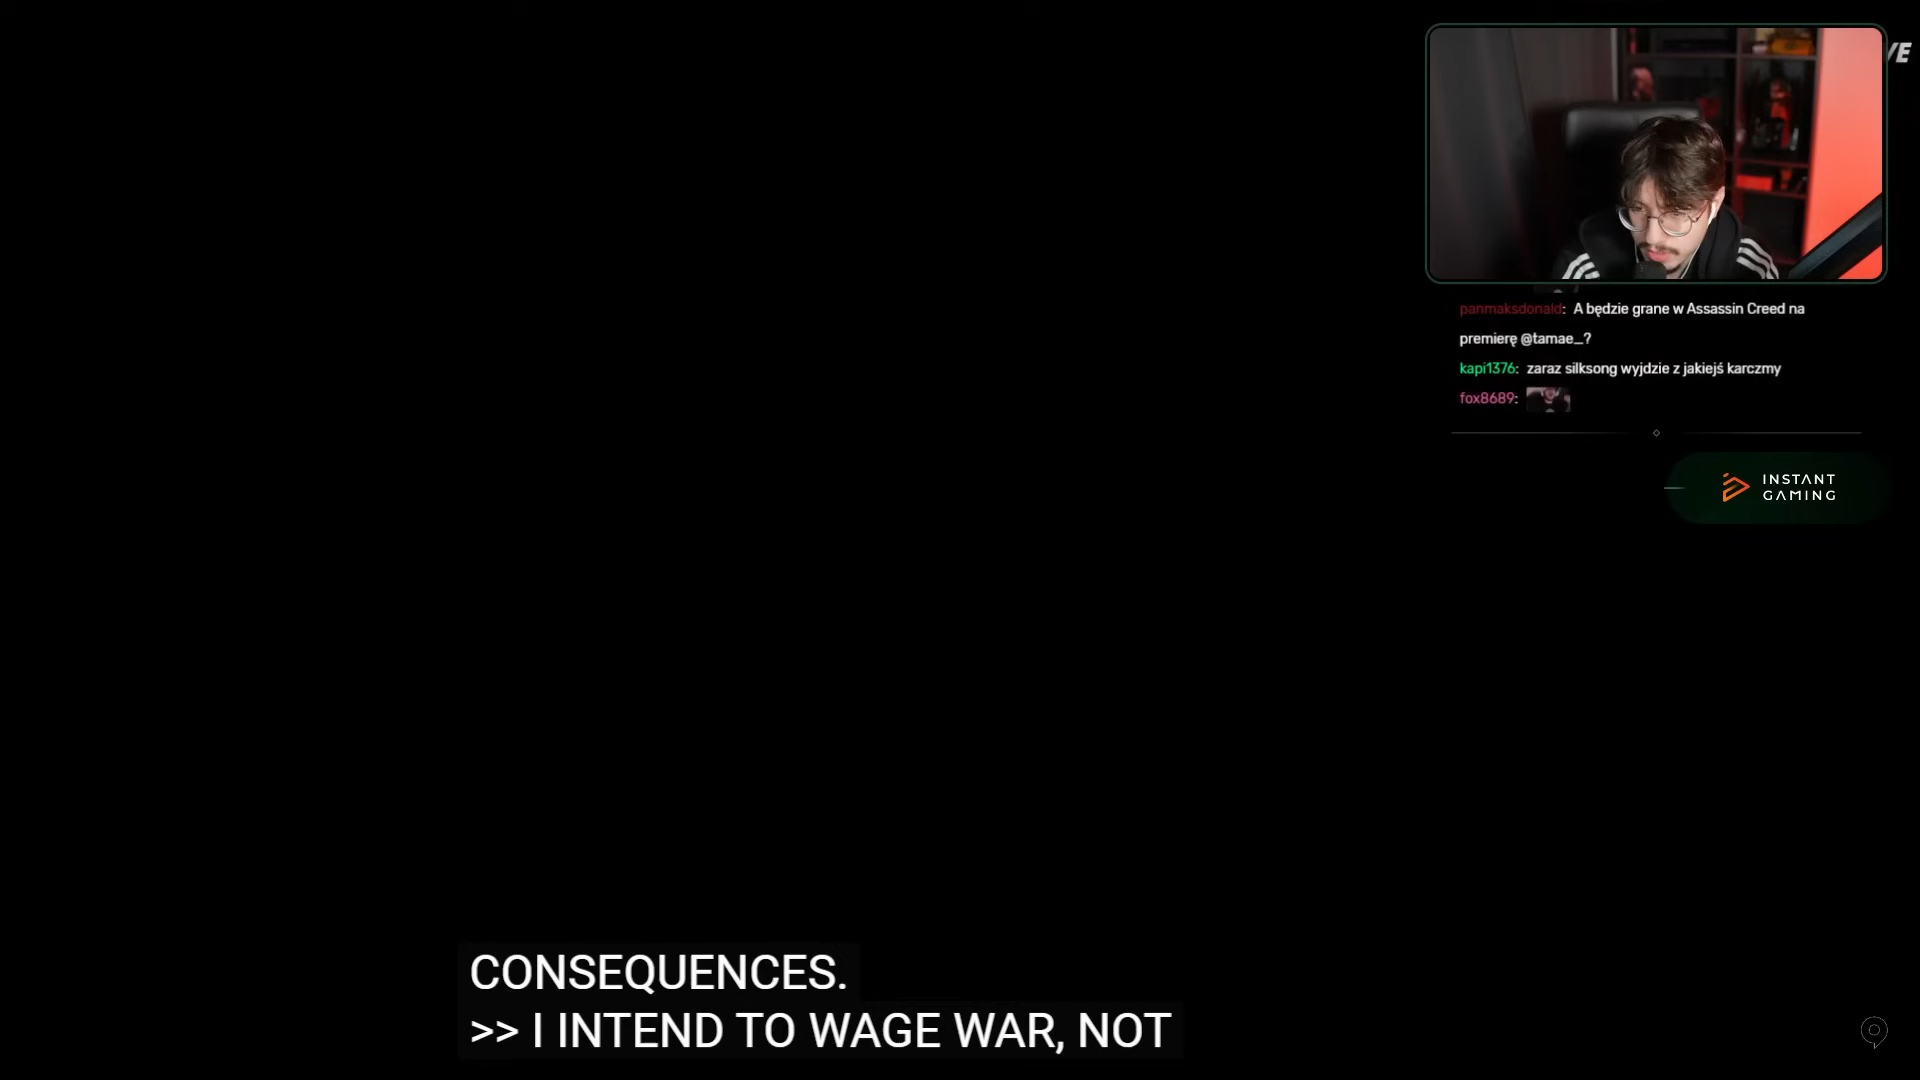 VE
panmaksdonald: A będzie grane w Assassin Creed na
premierę @tamae_?
kapi1376: zaraz silksong wyjdzie z jakiejś karczmy
fox8689:
INSTANT
GAMING
CONSEQUENCES.
>> I INTEND TO WAGE WAR, NOT